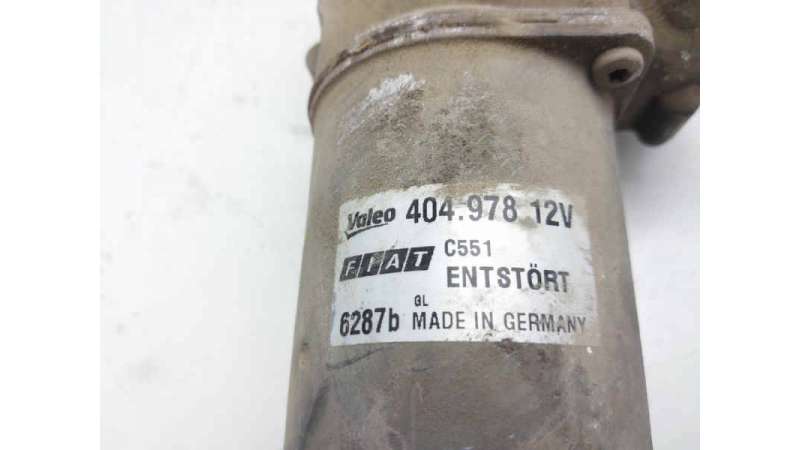 Valeo 404.978 12V
FIAT C551
ENTSTÖRT
GL
6287b MADE IN GERMANY